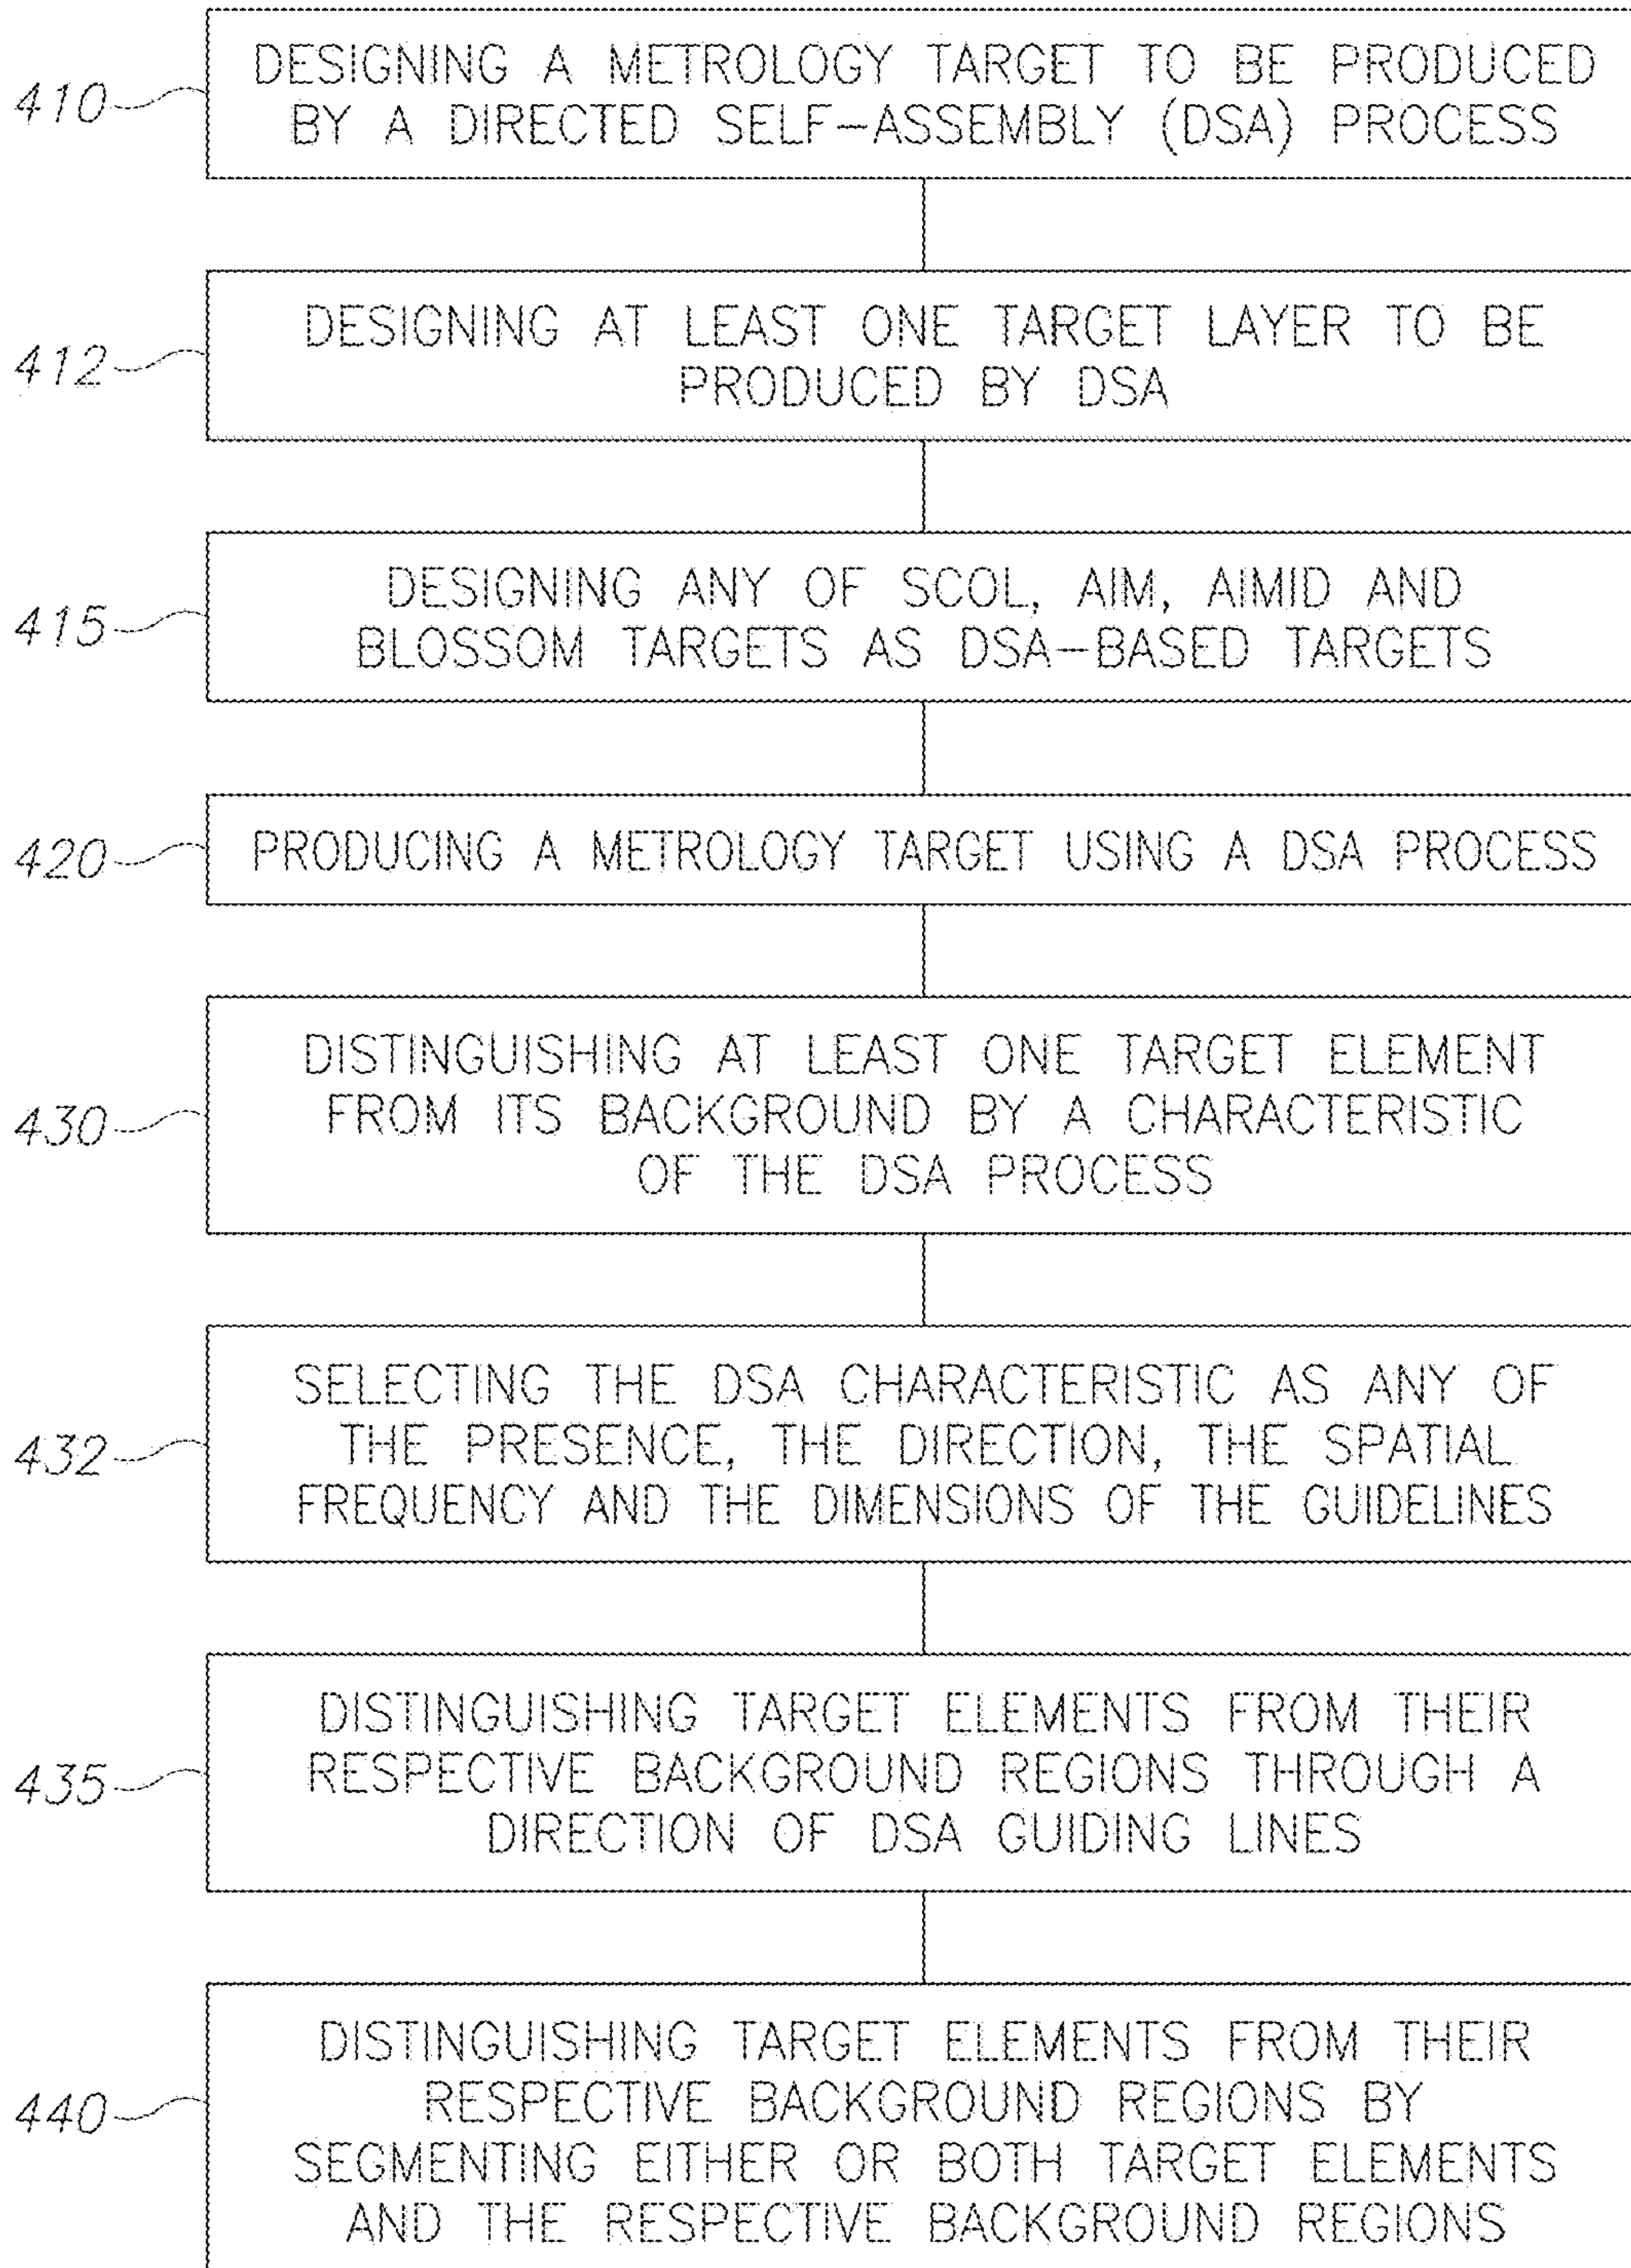 410
DESIGNING A METROLOGY TARGET TO BE PRODUCED
BY A DIRECTED SELF-ASSEMBLY (DSA) PROCESS
412
DESIGNING AT LEAST ONE TARGET LAYER TO BE
PRODUCED BY DSA
415
DESIGNING ANY OF SCOL, AIM, AIMID AND
BLOSSOM TARGETS AS DSA-BASED TARGETS
420
PRODUCING A METROLOGY TARGET USING A DSA PROCESS
430
DISTINGUISHING AT LEAST ONE TARGET ELEMENT
FROM ITS BACKGROUND BY A CHARACTERISTIC
OF THE DSA PROCESS
432
SELECTING THE DSA CHARACTERISTIC AS ANY OF
THE PRESENCE, THE DIRECTION, THE SPATIAL
FREQUENCY AND THE DIMENSIONS OF THE GUIDELINES
435
DISTINGUISHING TARGET ELEMENTS FROM THEIR
RESPECTIVE BACKGROUND REGIONS THROUGH A
DIRECTION OF DSA GUIDING LINES
440
DISTINGUISHING TARGET ELEMENTS FROM THEIR
RESPECTIVE BACKGROUND REGIONS BY
SEGMENTING EITHER OR BOTH TARGET ELEMENTS
AND THE RESPECTIVE BACKGROUND REGIONS